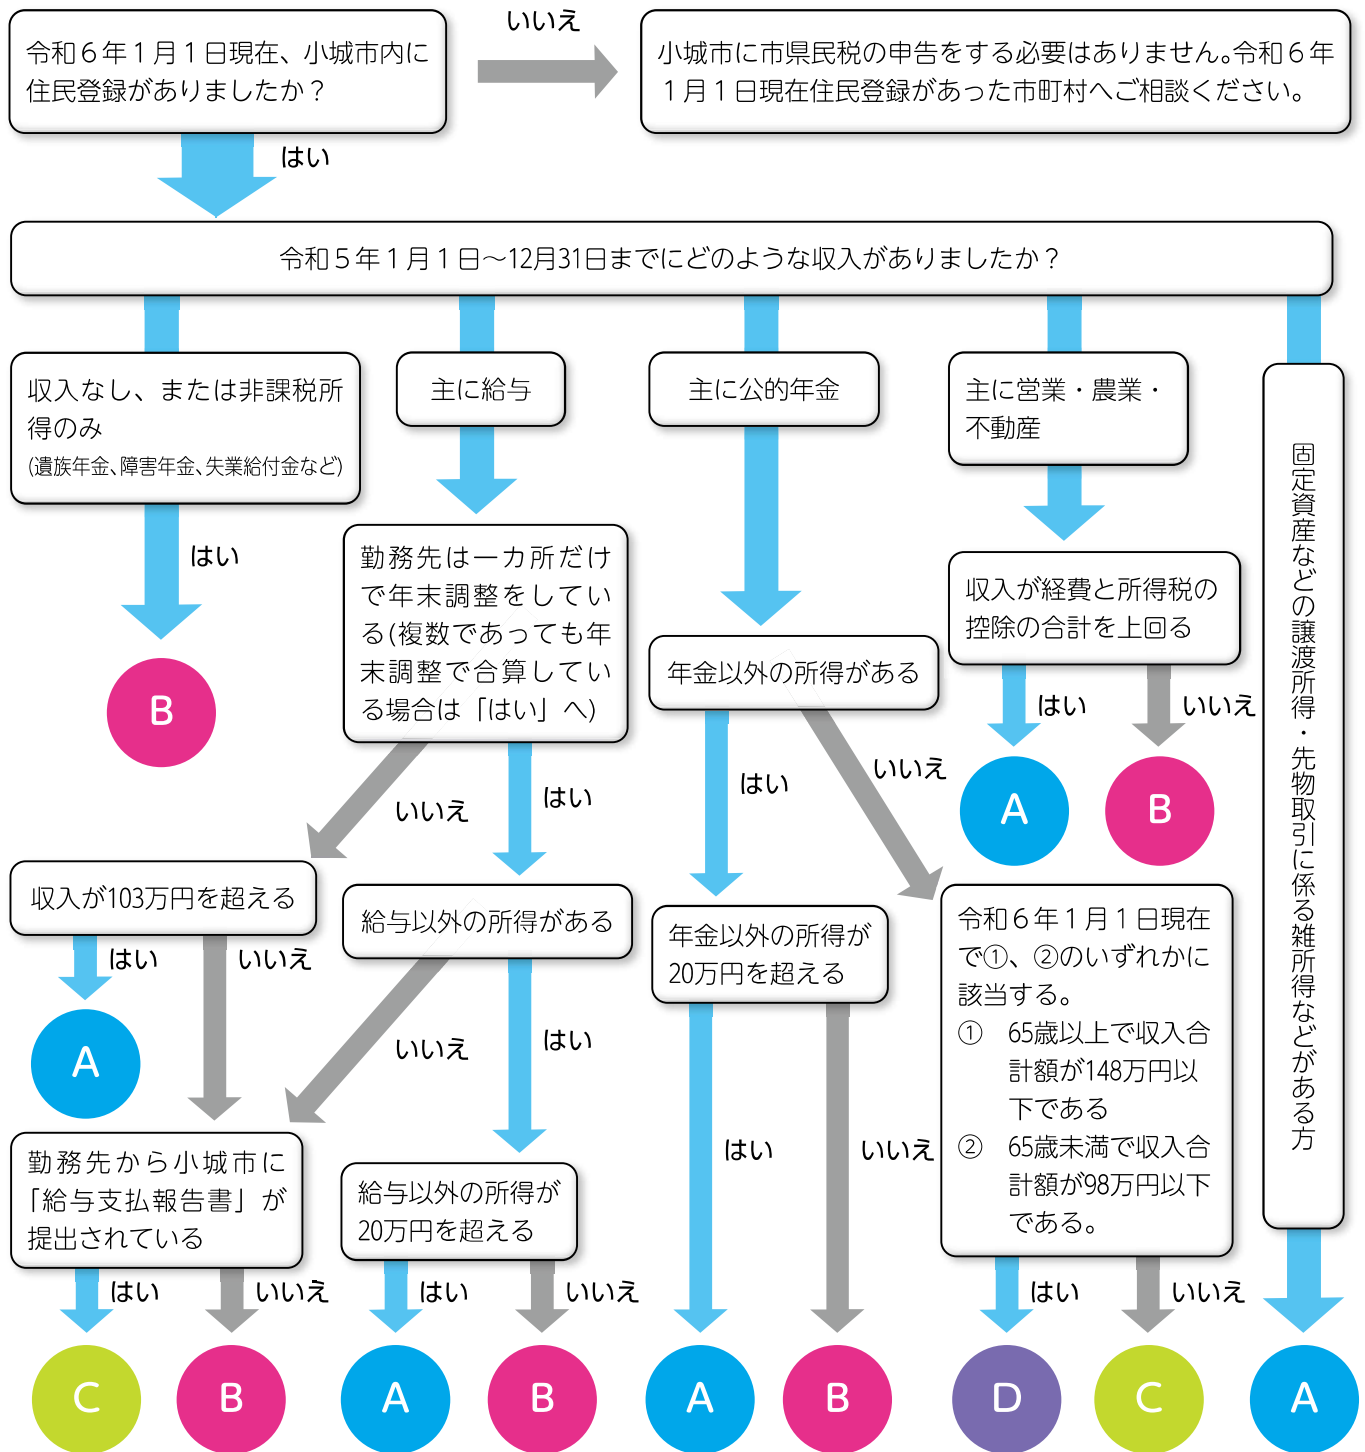 令和６年１月１日現在、小城市内に
住民登録がありましたか？
いいえ
小城市に市県民税の申告をする必要はありません。令和６年
１月１日現在住民登録があった市町村へご相談ください。
はい
令和５年１月１日～12月31日までにどのような収入がありましたか？
収入なし、または非課税所
得のみ
(遺族年金、障害年金、失業給付金など)
はい
B
主に給与
勤務先は一カ所だけ
で年末調整をしてい
る(複数であっても年
末調整で合算してい
る場合は「はい」へ)
いいえ
はい
収入が103万円を超える
はい
いいえ
A
給与以外の所得がある
いいえ
はい
勤務先から小城市に
「給与支払報告書」が
提出されている
はい
いいえ
C
B
給与以外の所得が
20万円を超える
はい
いいえ
A
B
主に公的年金
年金以外の所得がある
はい
いいえ
年金以外の所得が
20万円を超える
はい
いいえ
A
B
令和６年１月１日現在
で①、②のいずれかに
該当する。
①　65歳以上で収入合
計額が148万円以
下である
②　65歳未満で収入合
計額が98万円以下
である。
はい
いいえ
D
C
主に営業・農業・
不動産
収入が経費と所得税の
控除の合計を上回る
はい
いいえ
A
B
固定資産などの譲渡所得・先物取引に係る雑所得などがある方
A